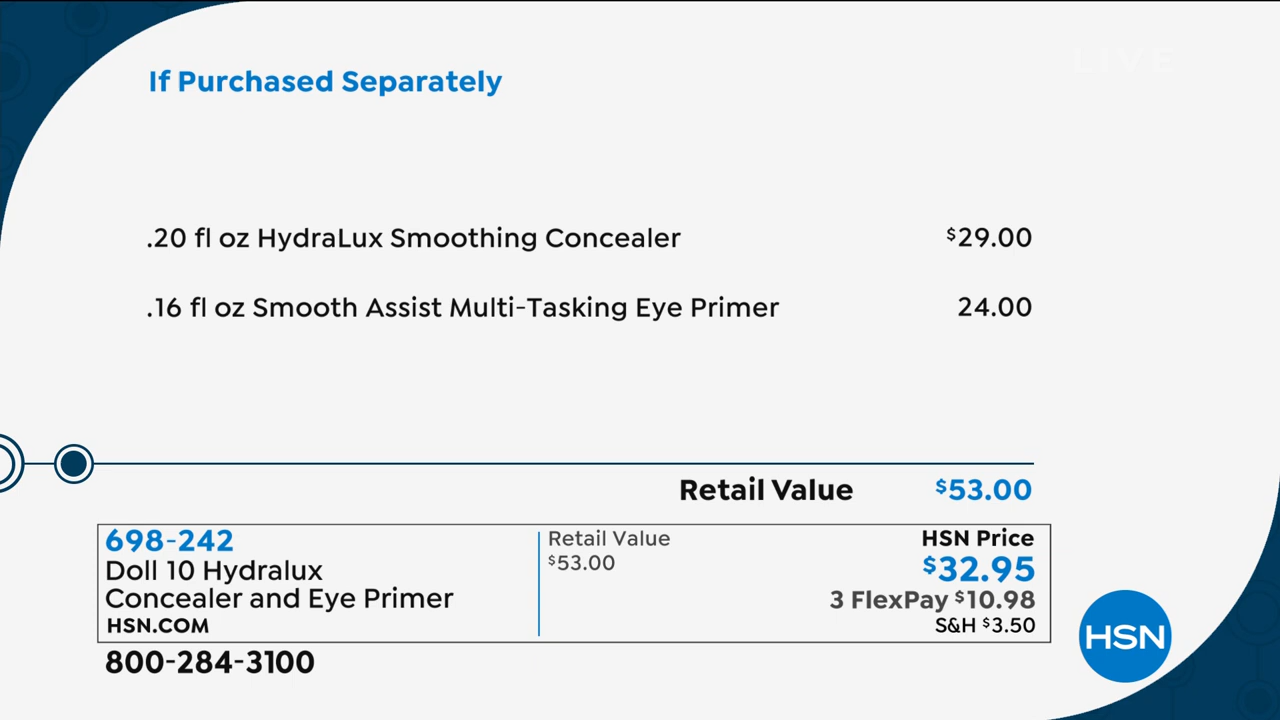 LIVE
If Purchased Separately
.20 fl oz HydraLux Smoothing Concealer $29.00
.16 fl oz Smooth Assist Multi-Tasking Eye Primer 24.00
Retail Value $53.00
698-242
Doll 10 Hydralux
Concealer and Eye Primer
HSN.COM
Retail Value
$53.00
HSN Price
$32.95
3 FlexPay $10.98
S&H $3.50
800-284-3100
HSN